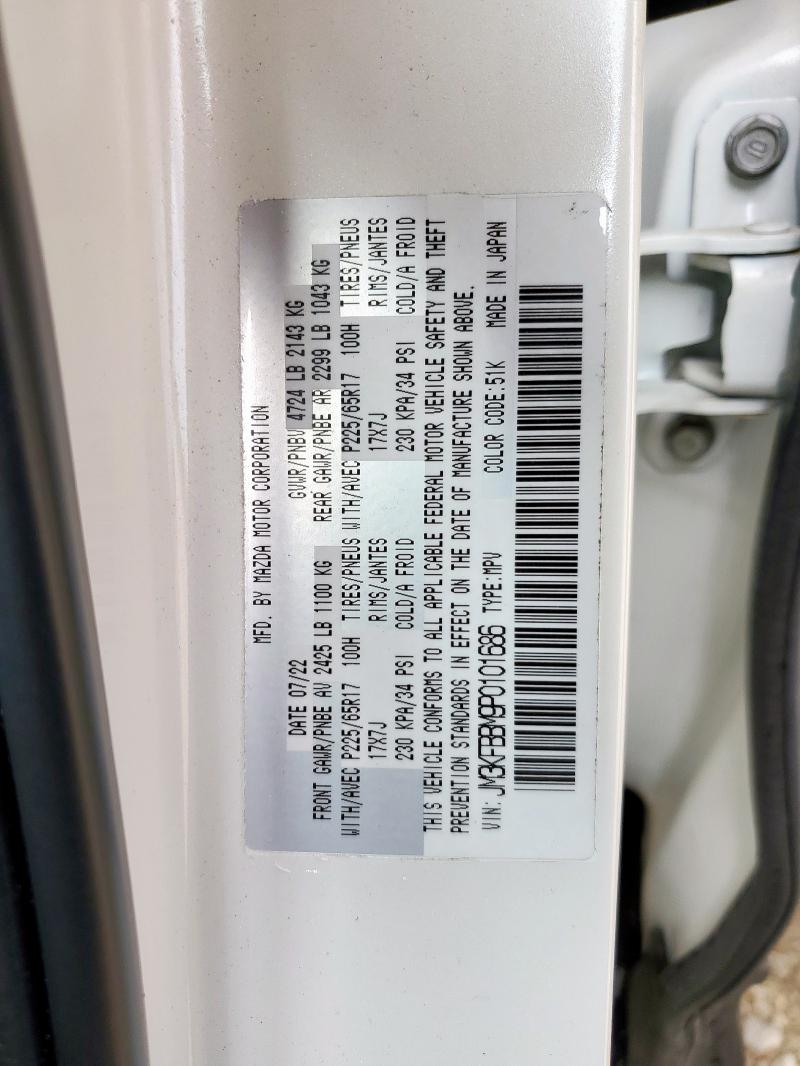 MFD. BY MAZDA MOTOR CORPORATION
DATE 07/22 GVWR/PNBV 4724 LB 2143 KG
FRONT GAWR/PNBE AV 2425 LB 1100 KG REAR GAWR/PNBE AR 2299 LB 1043 KG
WITH/AVEC P225/65R17 100H TIRES/PNEUS WITH/AVEC P225/65R17 100H TIRES/PNEUS
17X7J RIMS/JANTES 17X7J RIMS/JANTES
230 KPA/34 PSI COLD/A FROID 230 KPA/34 PSI COLD/A FROID
THIS VEHICLE CONFORMS TO ALL APPLICABLE FEDERAL MOTOR VEHICLE SAFETY AND THEFT
PREVENTION STANDARDS IN EFFECT ON THE DATE OF MANUFACTURE SHOWN ABOVE.
VIN: JM3KFBBM9P0101686 TYPE:MPV COLOR CODE:51K MADE IN JAPAN
10